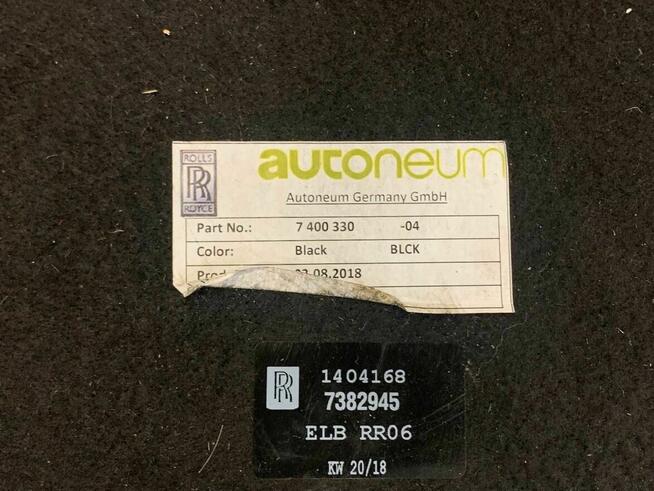 ROLLS
RR
ROYCE
autoneum
Autoneum Germany GmbH
Part No.: 7 400 330 -04
Color: Black BLCK
.08.2018
RR 1404168
7382945
ELB RR06
KW 20/18